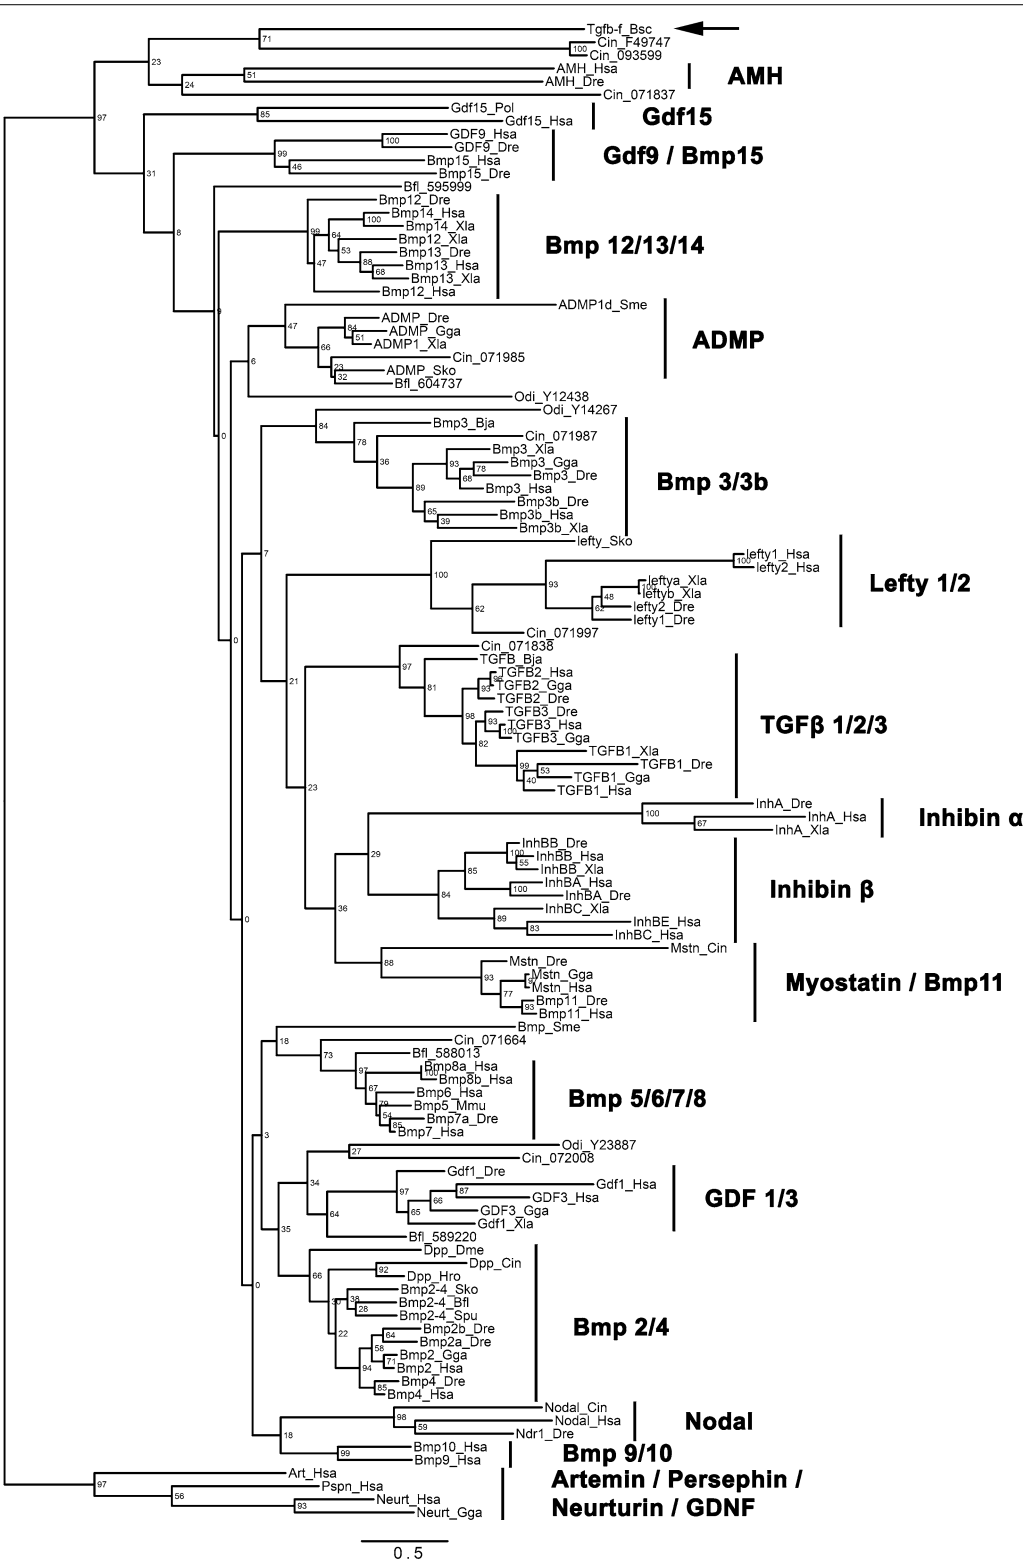 Tgfb-f_Bsc
71
Cin_F49747
100
Cin_093599
23
AMH_Hsa
51
AMH_Dre
AMH
24
Cin_071837
97
Gdf15_Pol
85
Gdf15_Hsa
Gdf15
GDF9_Hsa
100
GDF9_Dre
99
Bmp15_Hsa
Gdf9 / Bmp15
46
Bmp15_Dre
31
Bfl_595999
Bmp12_Dre
Bmp14_Hsa
100
Bmp14_Xla
8
99
64
Bmp12_Xla
Bmp 12/13/14
53
Bmp13_Dre
88
Bmp13_Hsa
47
68
Bmp13_Xla
Bmp12_Hsa
ADMP1d_Sme
9
ADMP_Dre
47
84
ADMP_Gga
51
ADMP1_Xla
ADMP
66
Cin_071985
6
23
ADMP_Sko
32
Bfl_604737
Odi_Y12438
Odi_Y14267
84
Bmp3_Bja
0
78
Cin_071987
Bmp3_Xla
36
93
Bmp3_Gga
78
Bmp3_Dre
68
Bmp 3/3b
89
Bmp3_Hsa
Bmp3b_Dre
65
Bmp3b_Hsa
39
Bmp3b_Xla
lefty_Sko
7
lefty1_Hsa
100
lefty2_Hsa
100
93
leftya_Xla
Lefty 1/2
100
leftyb_Xla
48
62
62
lefty2_Dre
lefty1_Dre
Cin_071997
0
Cin_071838
97
TGFB_Bja
TGFB2_Hsa
21
81
96
TGFB2_Gga
93
TGFB2_Dre
98
TGFB3_Dre
93
TGFB3_Hsa
TGFβ 1/2/3
100
TGFB3_Gga
82
TGFB1_Xla
99
TGFB1_Dre
53
TGFB1_Gga
40
TGFB1_Hsa
23
InhA_Dre
100
InhA_Hsa
Inhibin α
67
InhA_Xla
InhBB_Dre
29
100
InhBB_Hsa
55
InhBB_Xla
85
InhBA_Hsa
Inhibin β
100
InhBA_Dre
84
InhBC_Xla
36
89
InhBE_Hsa
0
83
InhBC_Hsa
Mstn_Cin
88
Mstn_Dre
93
Mstn_Gga
Myostatin / Bmp11
Mstn_Hsa
77
Bmp11_Dre
93
Bmp11_Hsa
Bmp_Sme
18
Cin_071664
73
Bfl_588013
97
Bmp8a_Hsa
100
Bmp8b_Hsa
67
Bmp6_Hsa
Bmp 5/6/7/8
79
Bmp5_Mmu
54
Bmp7a_Dre
85
Bmp7_Hsa
3
Odi_Y23887
27
Cin_072008
Gdf1_Dre
34
97
Gdf1_Hsa
87
GDF3_Hsa
GDF 1/3
66
64
65
GDF3_Gga
Gdf1_Xla
35
Bfl_589220
Dpp_Dme
Dpp_Cin
66
92
Dpp_Hro
0
Bmp2-4_Sko
30
38
Bmp2-4_Bfl
28
Bmp2-4_Spu
22
Bmp2b_Dre
64
Bmp2a_Dre
Bmp 2/4
58
Bmp2_Gga
71
Bmp2_Hsa
94
Bmp4_Dre
85
Bmp4_Hsa
Nodal_Cin
98
Nodal_Hsa
Nodal
59
Ndr1_Dre
18
Bmp10_Hsa
99
Bmp9_Hsa
Bmp 9/10
Art_Hsa
97
Pspn_Hsa
Artemin / Persephin /
56
Neurt_Hsa
93
Neurt_Gga
Neurturin / GDNF
0.5